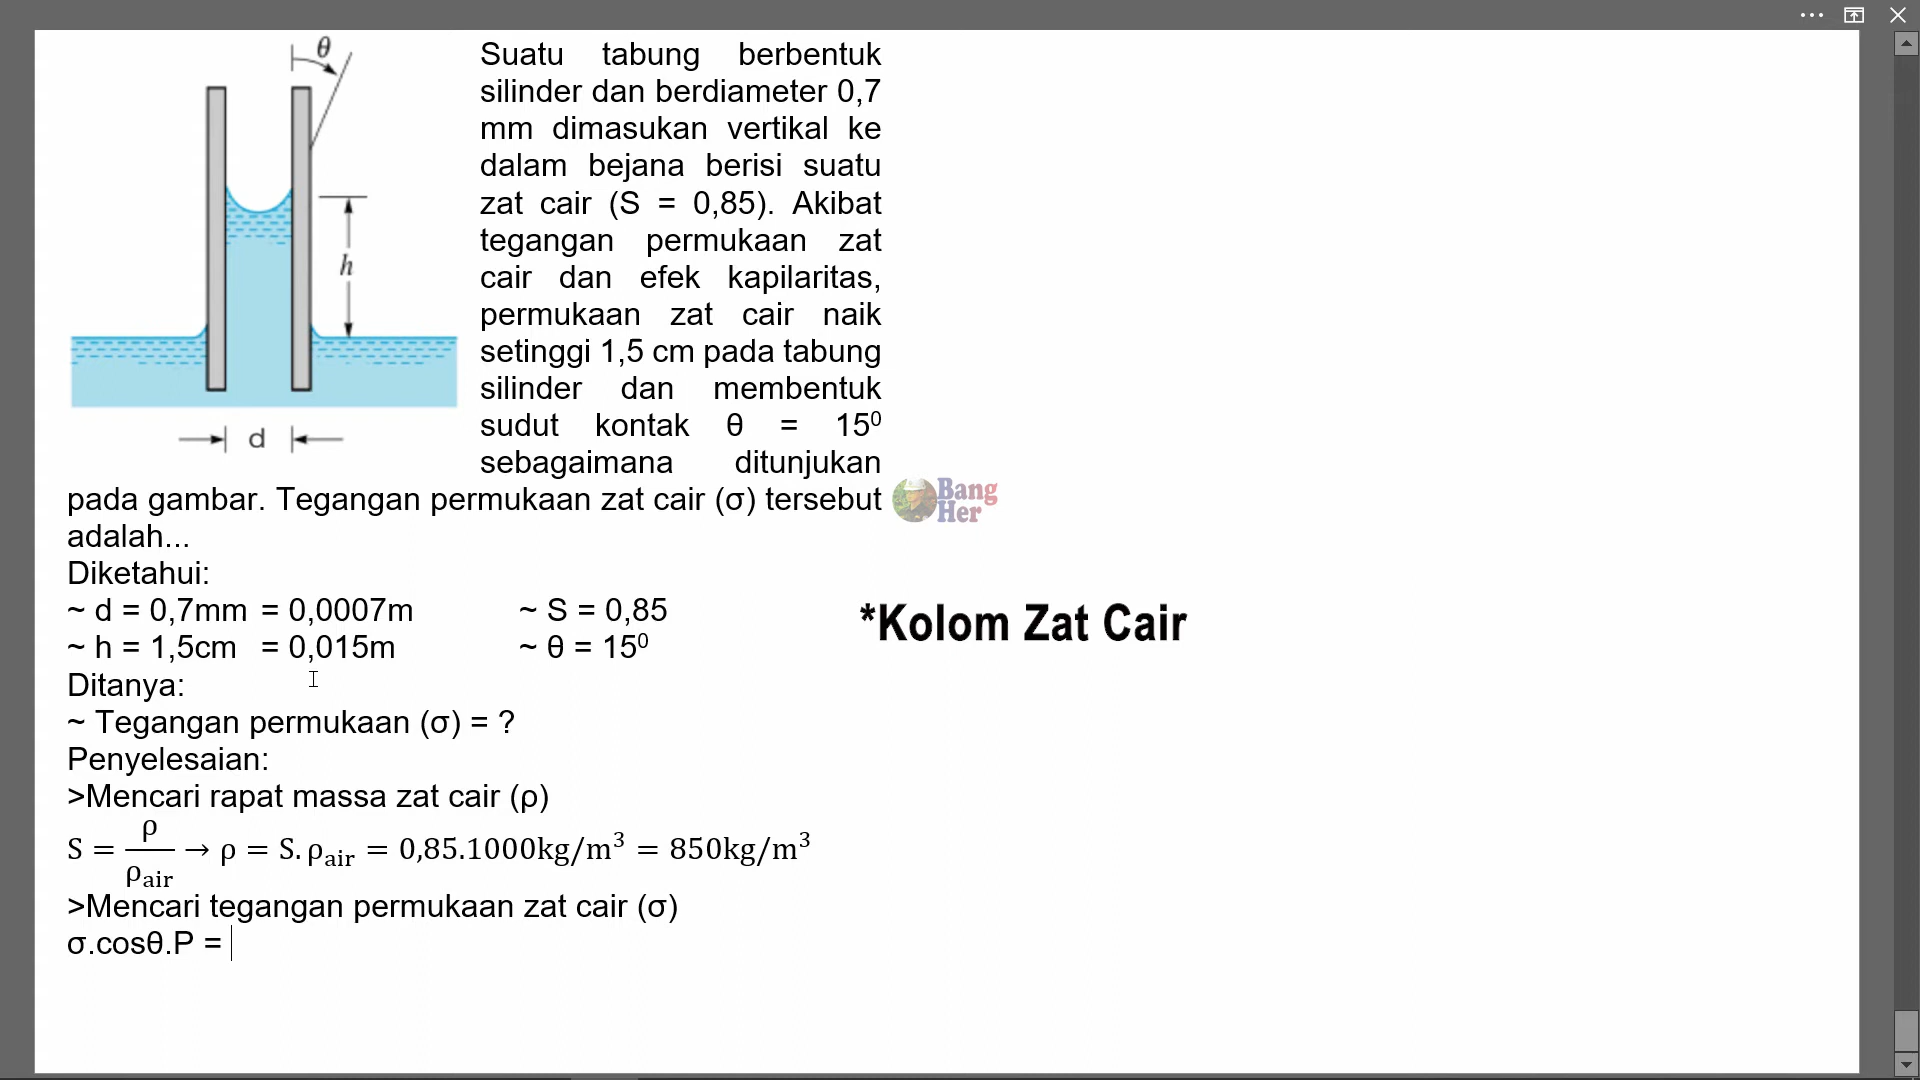 θ
h
d
Suatu tabung berbentuk
silinder dan berdiameter 0,7
mm dimasukan vertikal ke
dalam bejana berisi suatu
zat cair (S = 0,85). Akibat
tegangan permukaan zat
cair dan efek kapilaritas,
permukaan zat cair naik
setinggi 1,5 cm pada tabung
silinder dan membentuk
sudut kontak θ = 15⁰
sebagaimana ditunjukan
pada gambar. Tegangan permukaan zat cair (σ) tersebut
adalah...
Bang
Her
Diketahui:
~ d = 0,7mm = 0,0007m ~ S = 0,85
~ h = 1,5cm = 0,015m ~ θ = 15⁰
*Kolom Zat Cair
Ditanya:
~ Tegangan permukaan (σ) = ?
Penyelesaian:
>Mencari rapat massa zat cair (ρ)
S = ρ/ρair → ρ = S. ρair = 0,85.1000kg/m³ = 850kg/m³
>Mencari tegangan permukaan zat cair (σ)
σ.cosθ.P =